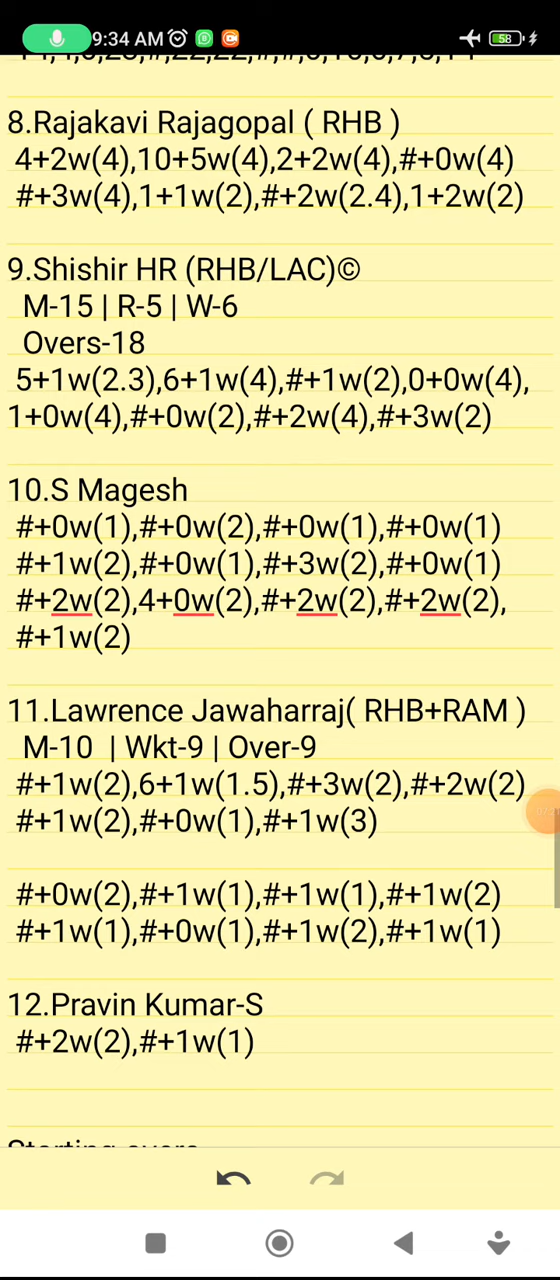 9:34 AM
58
8.Rajakavi Rajagopal ( RHB )
4+2w(4),10+5w(4),2+2w(4),#+0w(4)
#+3w(4),1+1w(2),#+2w(2.4),1+2w(2)
9.Shishir HR (RHB/LAC)©
M-15 | R-5 | W-6
Overs-18
5+1w(2.3),6+1w(4),#+1w(2),0+0w(4),
1+0w(4),#+0w(2),#+2w(4),#+3w(2)
10.S Magesh
#+0w(1),#+0w(2),#+0w(1),#+0w(1)
#+1w(2),#+0w(1),#+3w(2),#+0w(1)
#+2w(2),4+0w(2),#+2w(2),#+2w(2),
#+1w(2)
11.Lawrence Jawaharraj( RHB+RAM )
M-10 | Wkt-9 | Over-9
#+1w(2),6+1w(1.5),#+3w(2),#+2w(2)
#+1w(2),#+0w(1),#+1w(3)
#+0w(2),#+1w(1),#+1w(1),#+1w(2)
#+1w(1),#+0w(1),#+1w(2),#+1w(1)
12.Pravin Kumar-S
#+2w(2),#+1w(1)
Starting overs